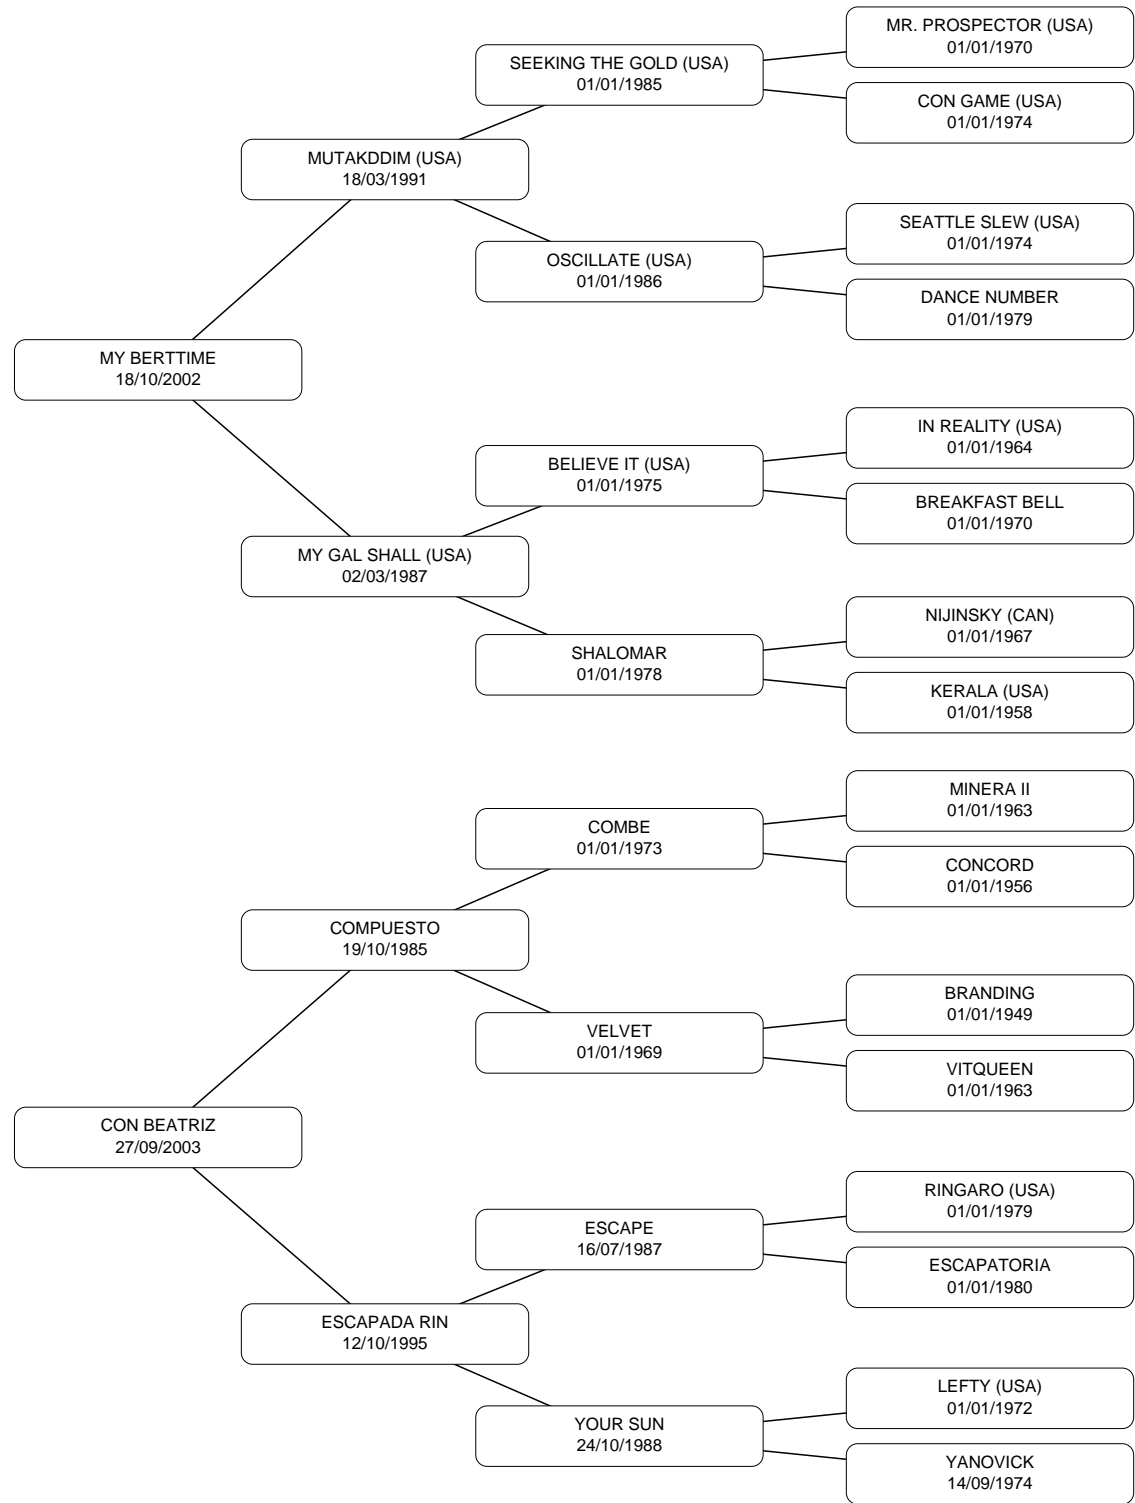 MR. PROSPECTOR (USA)
01/01/1970
SEEKING THE GOLD (USA)
01/01/1985
CON GAME (USA)
01/01/1974
MUTAKDDIM (USA)
18/03/1991
SEATTLE SLEW (USA)
01/01/1974
OSCILLATE (USA)
01/01/1986
DANCE NUMBER
01/01/1979
MY BERTTIME
18/10/2002
IN REALITY (USA)
01/01/1964
BELIEVE IT (USA)
01/01/1975
BREAKFAST BELL
01/01/1970
MY GAL SHALL (USA)
02/03/1987
NIJINSKY (CAN)
01/01/1967
SHALOMAR
01/01/1978
KERALA (USA)
01/01/1958
MINERA II
01/01/1963
COMBE
01/01/1973
CONCORD
01/01/1956
COMPUESTO
19/10/1985
BRANDING
01/01/1949
VELVET
01/01/1969
VITQUEEN
01/01/1963
CON BEATRIZ
27/09/2003
RINGARO (USA)
01/01/1979
ESCAPE
16/07/1987
ESCAPATORIA
01/01/1980
ESCAPADA RIN
12/10/1995
LEFTY (USA)
01/01/1972
YOUR SUN
24/10/1988
YANOVICK
14/09/1974